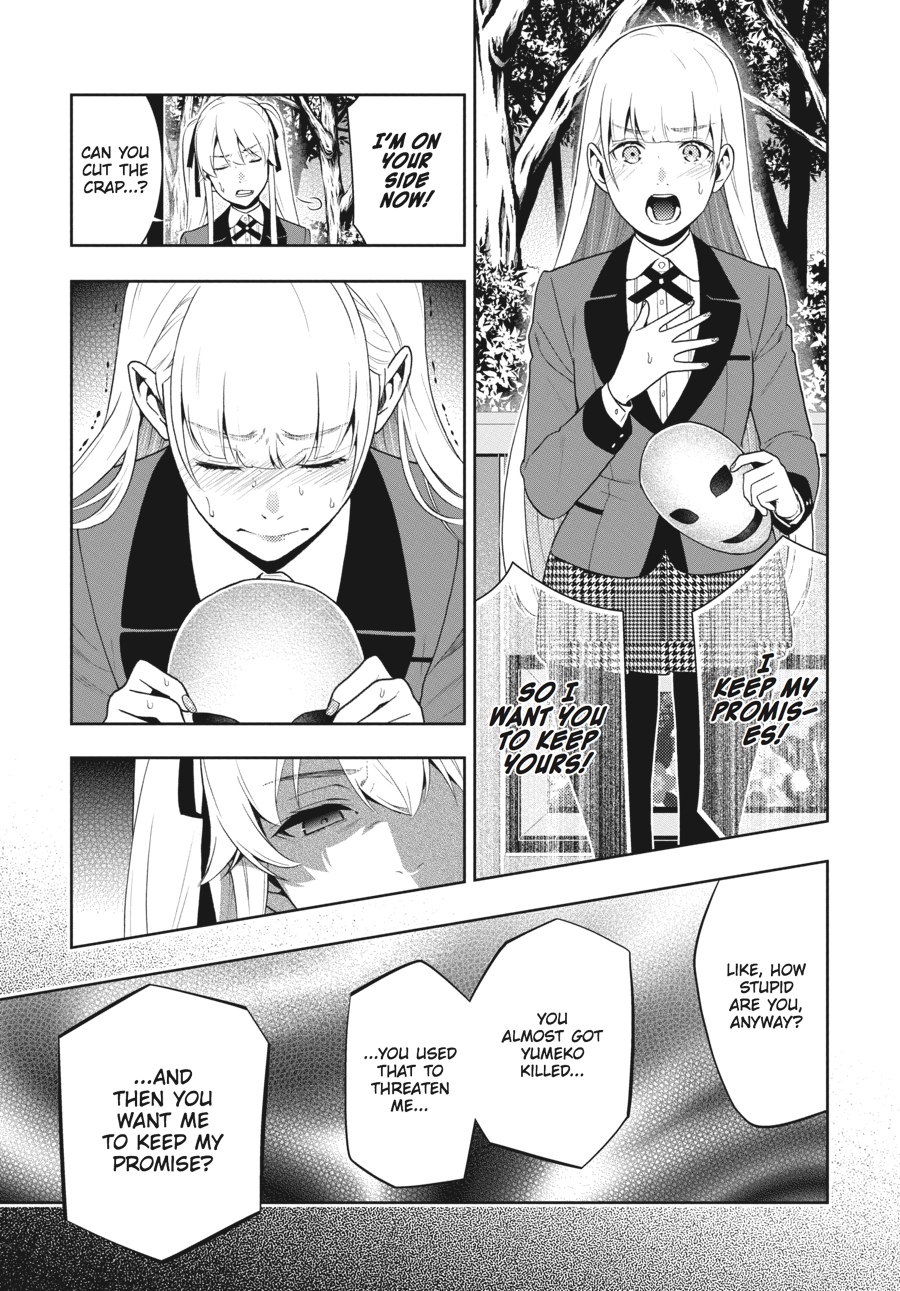 I
KEEP MY
PROMIS-
ES!
SO I
WANT YOU
TO KEEP
YOURS!
I'M ON
YOUR
SIDE
NOW!
CAN YOU
CUT THE
CRAP...?
LIKE, HOW
STUPID
ARE YOU,
ANYWAY?
YOU
ALMOST GOT
YUMEKO
KILLED...
...YOU USED
THAT TO
THREATEN
ME...
...AND
THEN YOU
WANT ME
TO KEEP MY
PROMISE?